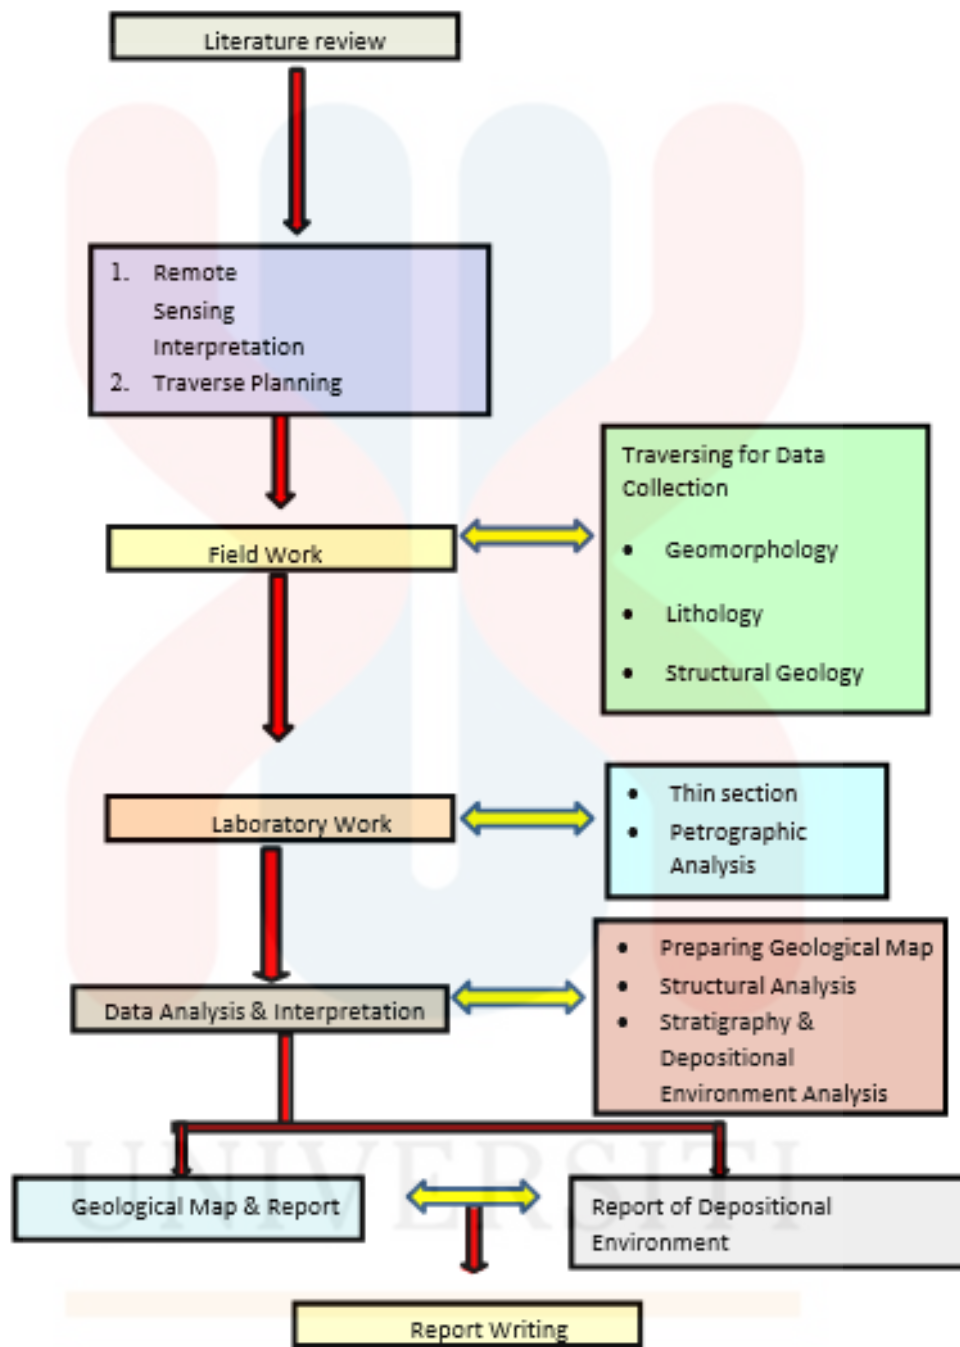 Literature review
1. Remote
Sensing
Interpretation
2. Traverse Planning
Traversing for Data
Collection
• Geomorphology
• Lithology
• Structural Geology
Field Work
Laboratory Work
• Thin section
• Petrographic
Analysis
Data Analysis & Interpretation
• Preparing Geological Map
• Structural Analysis
• Stratigraphy &
Depositional
Environment Analysis
UNIVERSITI
Geological Map & Report
Report of Depositional
Environment
Report Writing